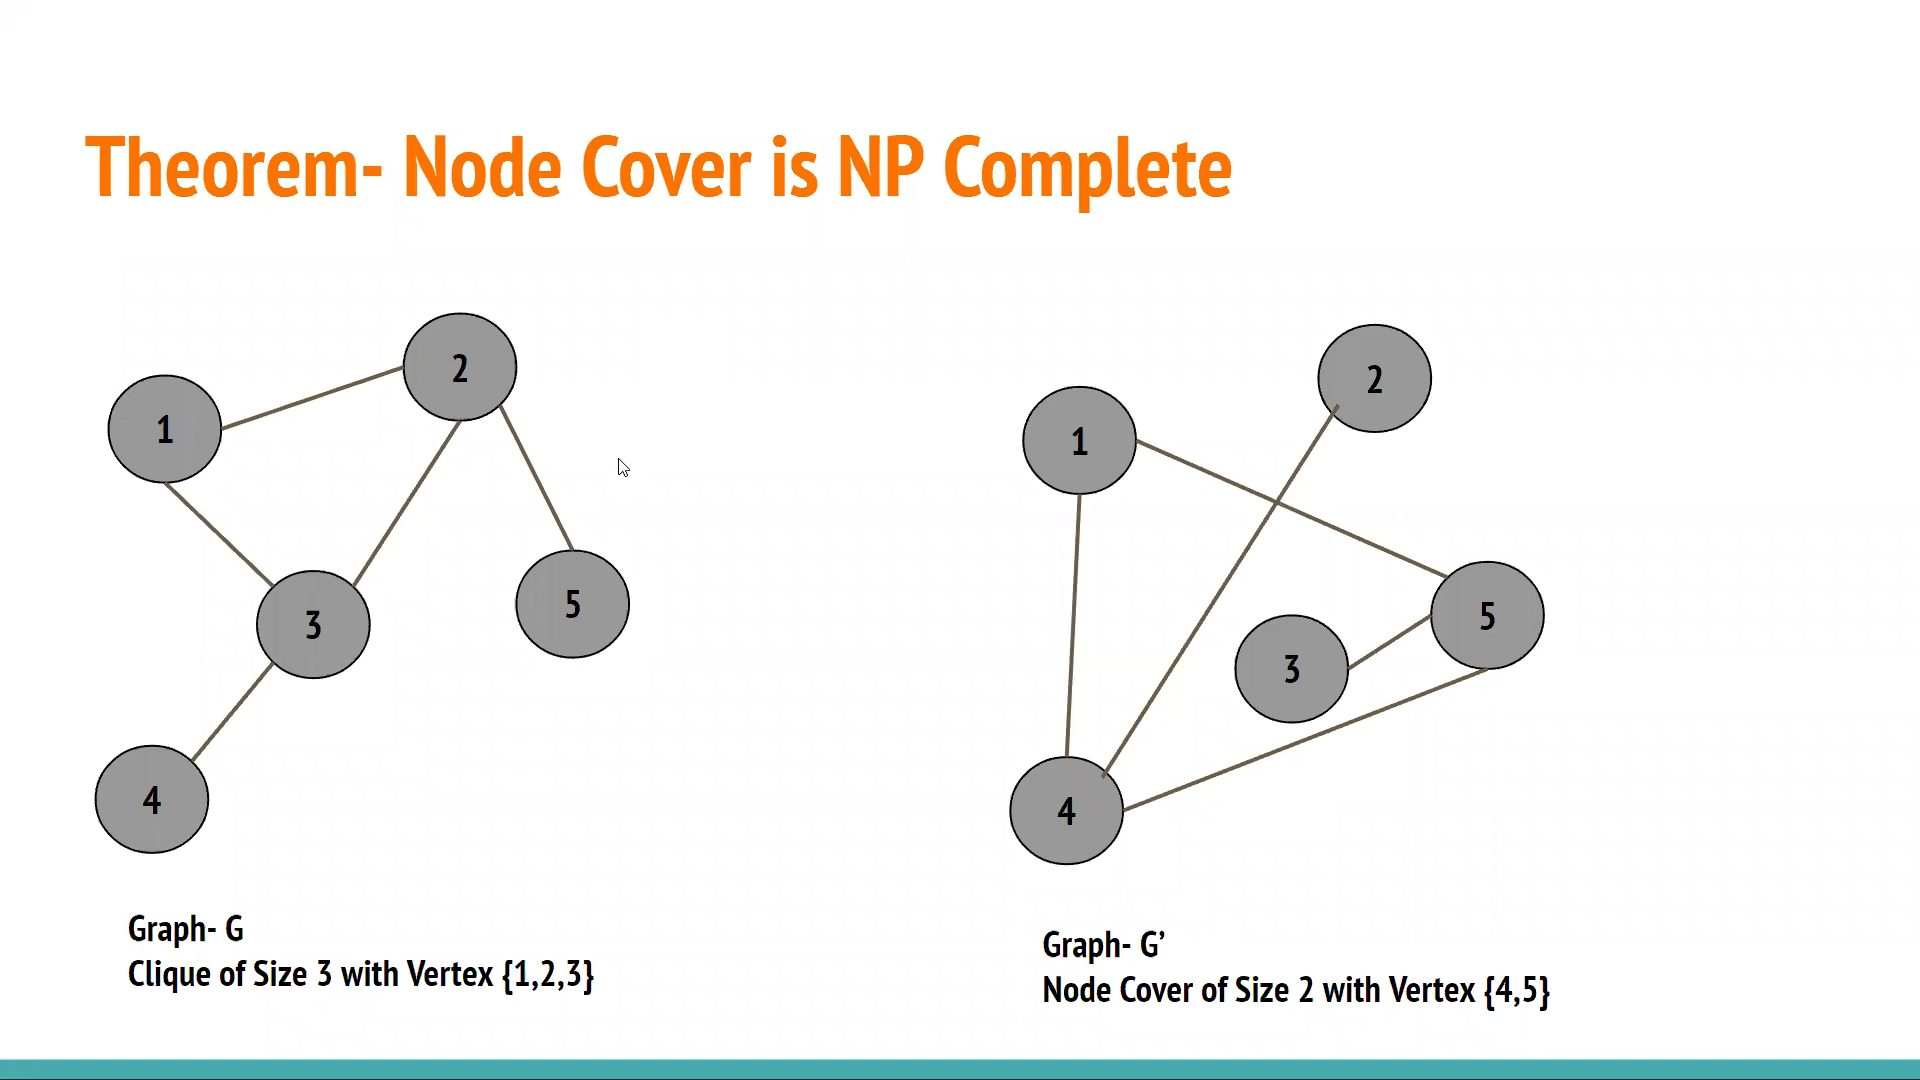 Theorem- Node Cover is NP Complete
2
1
3
5
4
Graph- G
Clique of Size 3 with Vertex {1,2,3}
2
1
5
3
4
Graph- G’
Node Cover of Size 2 with Vertex {4,5}